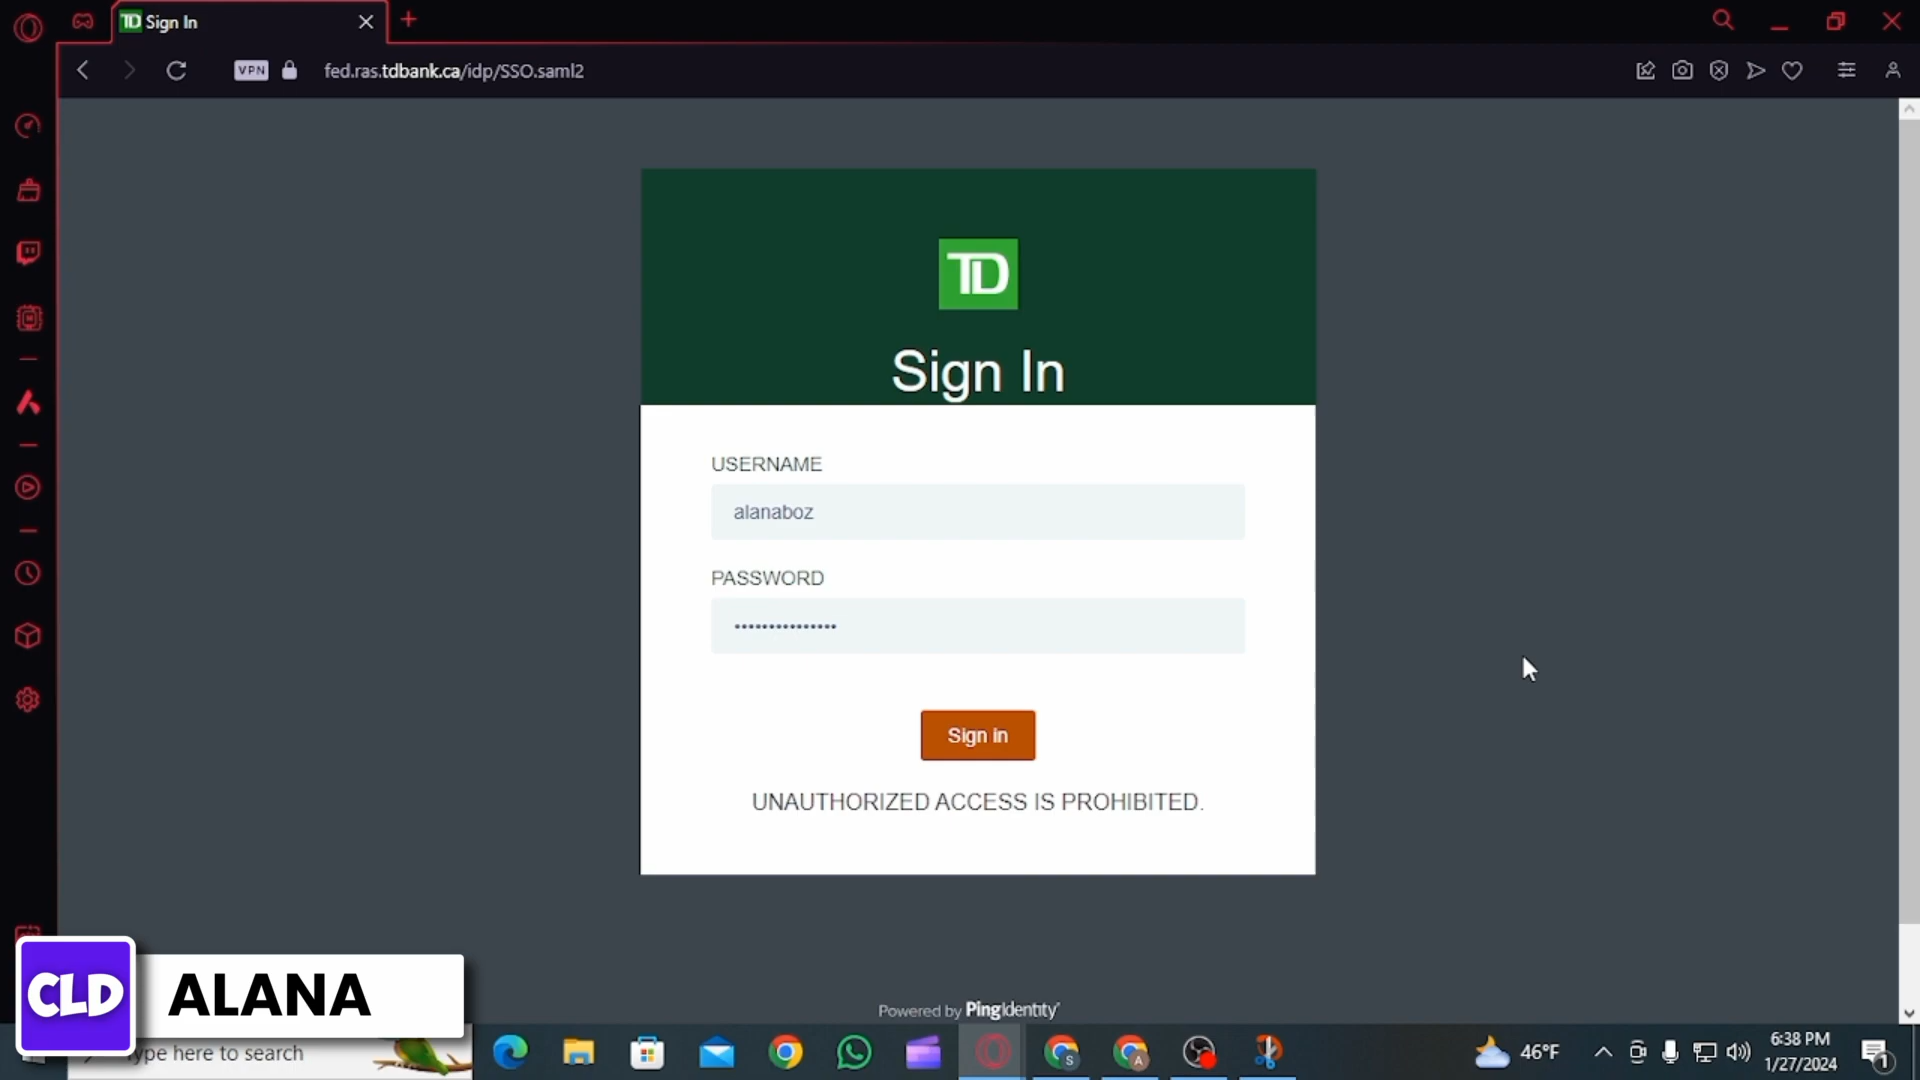 TD Sign In
VPN
fed.ras.tdbank.ca/idp/SSO.saml2
TD
Sign In
USERNAME
alanaboz
PASSWORD
•••••••••••••••
Sign in
UNAUTHORIZED ACCESS IS PROHIBITED.
Powered by PingIdentity
CLD ALANA
Type here to search
S
A
46°F
6:38 PM
1/27/2024
1